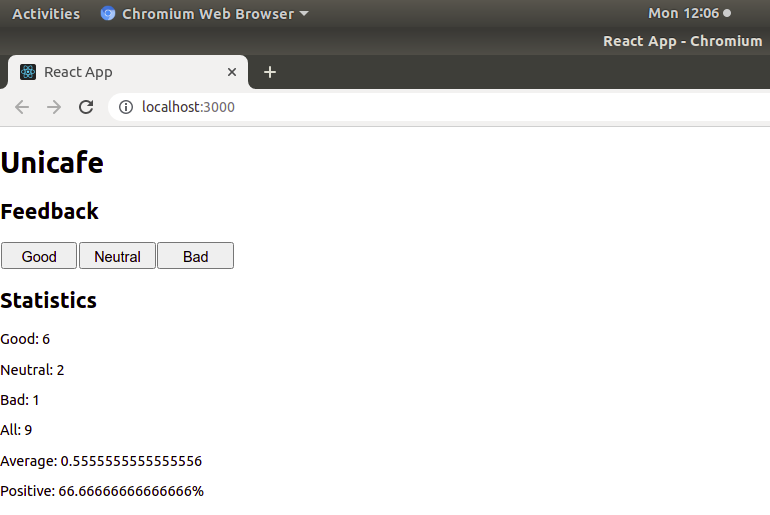 Activities Chromium Web Browser Mon 12:06
React App - Chromium
React App
localhost:3000
Unicafe
Feedback
Good Neutral Bad
Statistics
Good: 6
Neutral: 2
Bad: 1
All: 9
Average: 0.5555555555555556
Positive: 66.66666666666666%